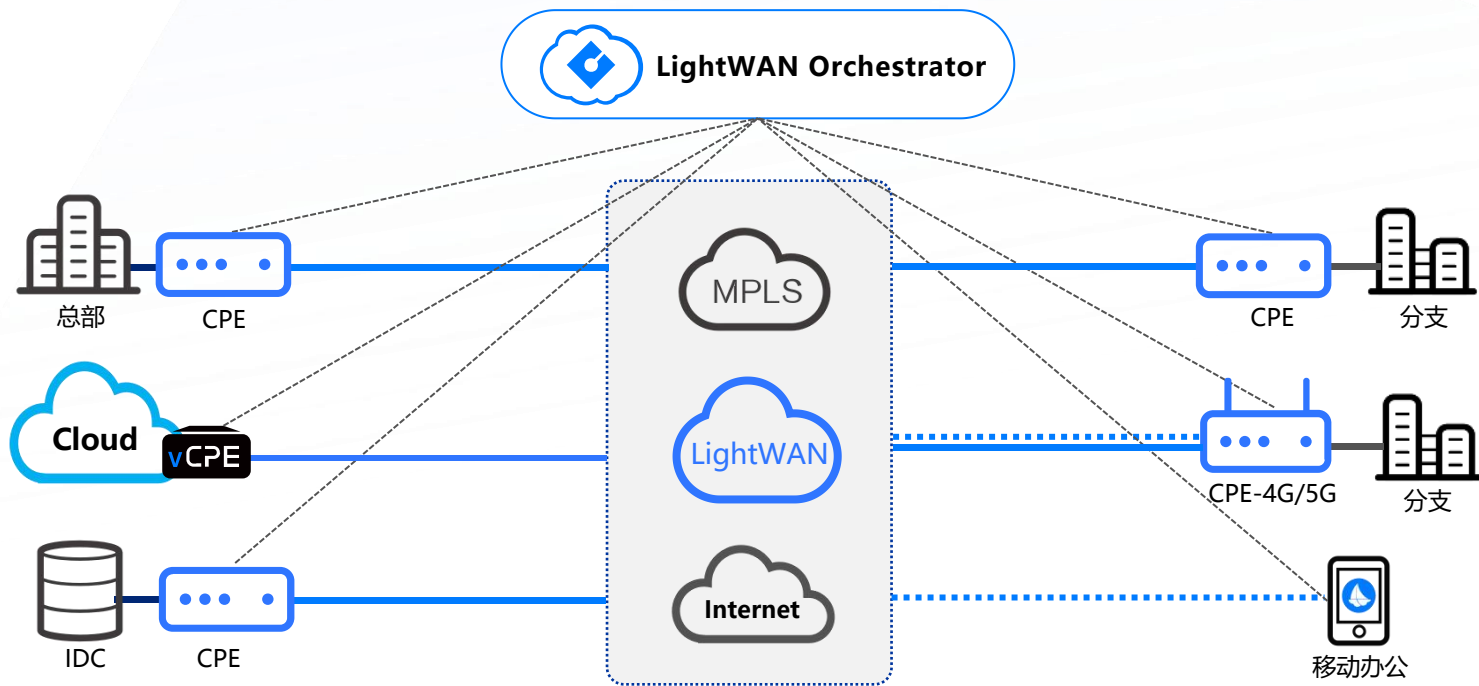 LightWAN Orchestrator
总部
CPE
MPLS
CPE
分支
Cloud
vCPE
LightWAN
CPE-4G/5G
分支
IDC
CPE
Internet
移动办公